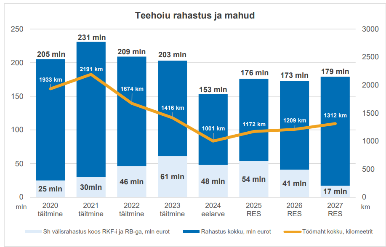 Teehoiu rahastus ja mahud
250
200
150
100
50
0
mln
3000
2500
2000
1500
1000
500
0
km
205 mln
231 mln
209 mln
203 mln
153 mln
176 mln
173 mln
179 mln
1933 km
2191 km
1674 km
1416 km
1001 km
1172 km
1209 km
1312 km
25 mln
30mln
46 mln
61 mln
48 mln
54 mln
41 mln
17 mln
2020 täitmine
2021 täitmine
2022 täitmine
2023 täitmine
2024 eelarve
2025 RES
2026 RES
2027 RES
Sh välisrahastus koos RKF-i ja RB-ga, mln eurot
Rahastus kokku, mln eurot
Töömaht kokku, kilomeetrit